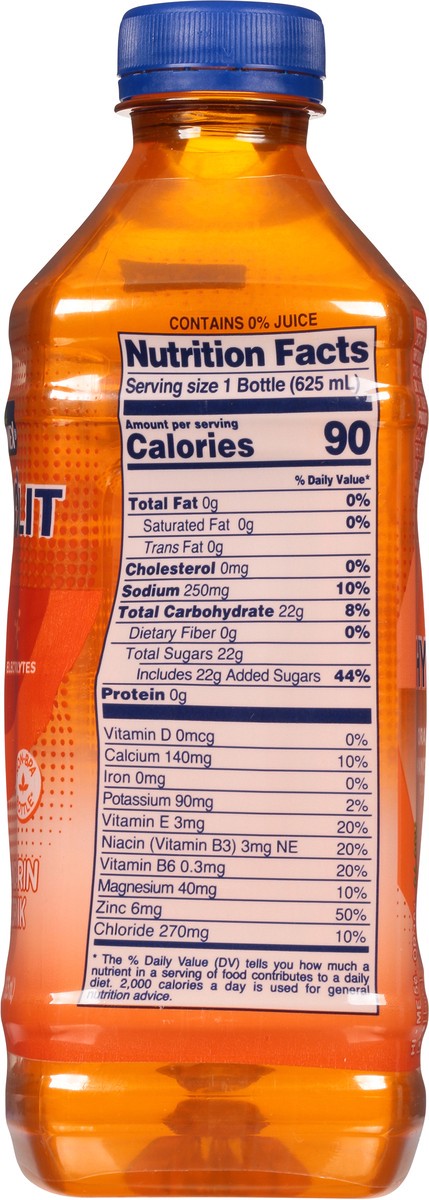 CONTAINS 0% JUICE
Nutrition Facts
Serving size 1 Bottle (625 mL)
Amount per serving
Calories 90
% Daily Value*
Total Fat 0g 0%
Saturated Fat 0g 0%
Trans Fat 0g
Cholesterol 0mg 0%
Sodium 250mg 10%
Total Carbohydrate 22g 8%
Dietary Fiber 0g 0%
Total Sugars 22g
Includes 22g Added Sugars 44%
Protein 0g
Vitamin D 0mcg 0%
Calcium 140mg 10%
Iron 0mg 0%
Potassium 90mg 2%
Vitamin E 3mg 20%
Niacin (Vitamin B3) 3mg NE 20%
Vitamin B6 0.3mg 20%
Magnesium 40mg 10%
Zinc 6mg 50%
Chloride 270mg 10%
* The % Daily Value (DV) tells you how much a
nutrient in a serving of food contributes to a daily
diet. 2,000 calories a day is used for general
nutrition advice.
LIT